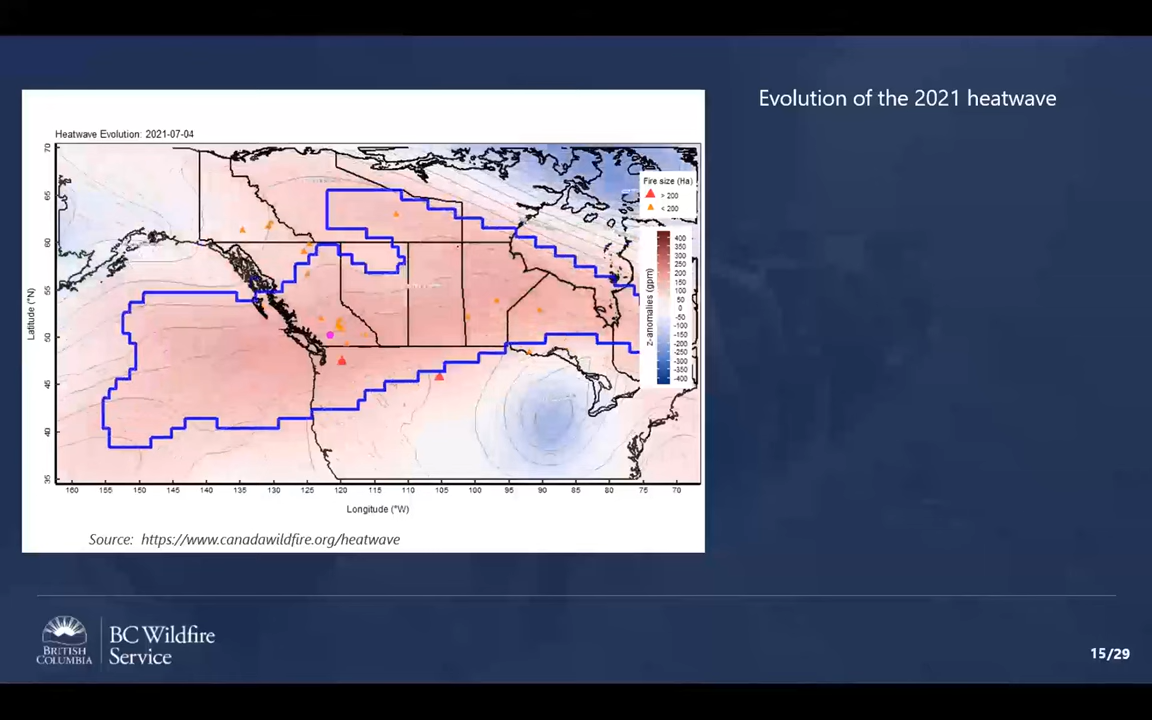 Evolution of the 2021 heatwave
Heatwave Evolution: 2021-07-04
70
65
60
55
50
45
40
35
Latitude (°N)
160 155 150 145 140 135 130 125 120 115 110 105 100 95 90 85 80 75 70
Longitude (°W)
Fire size (Ha)
> 200
< 200
z-anomalies (gpm)
400
350
300
250
200
150
100
50
0
-50
-100
-150
-200
-250
-300
-350
-400
Source: https://www.canadawildfire.org/heatwave
BRITISH
COLUMBIA
BC Wildfire
Service
15/29